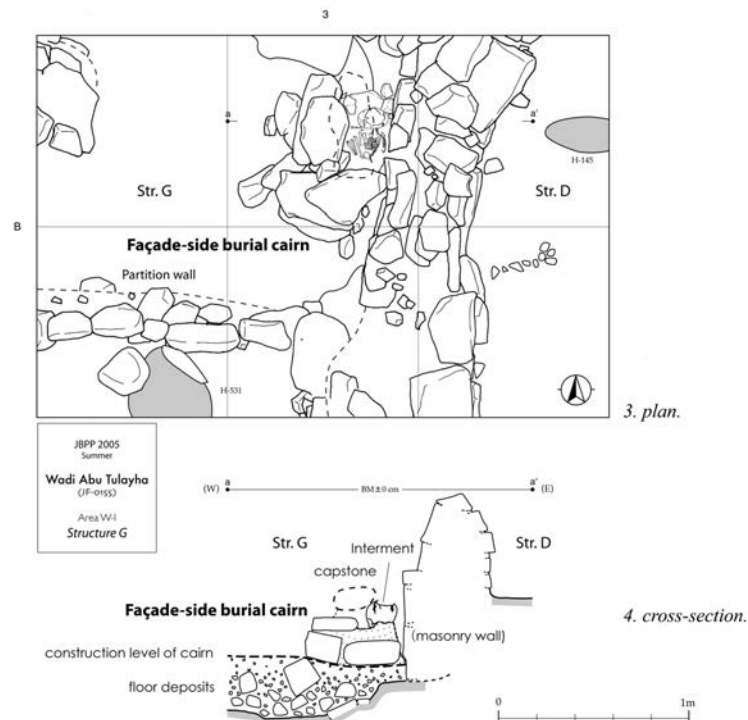 3
a
a'
H-145
Str. G
Str. D
B
Façade-side burial cairn
Partition wall
H-531
3. plan.
JBPP 2005
Summer
Wadi Abu Tulayha
(JF-0155)
Area W-I
Structure G
(W)
a
BM±0 cm
a'
(E)
Str. G
Interment
Str. D
capstone
Façade-side burial cairn
4. cross-section.
(masonry wall)
construction level of cairn
floor deposits
0
1m